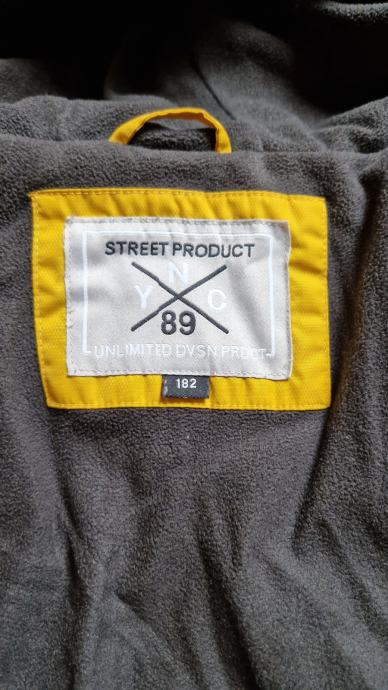 STREET PRODUCT
N
Y C
89
UNLIMITED DVSN PRDCT
182